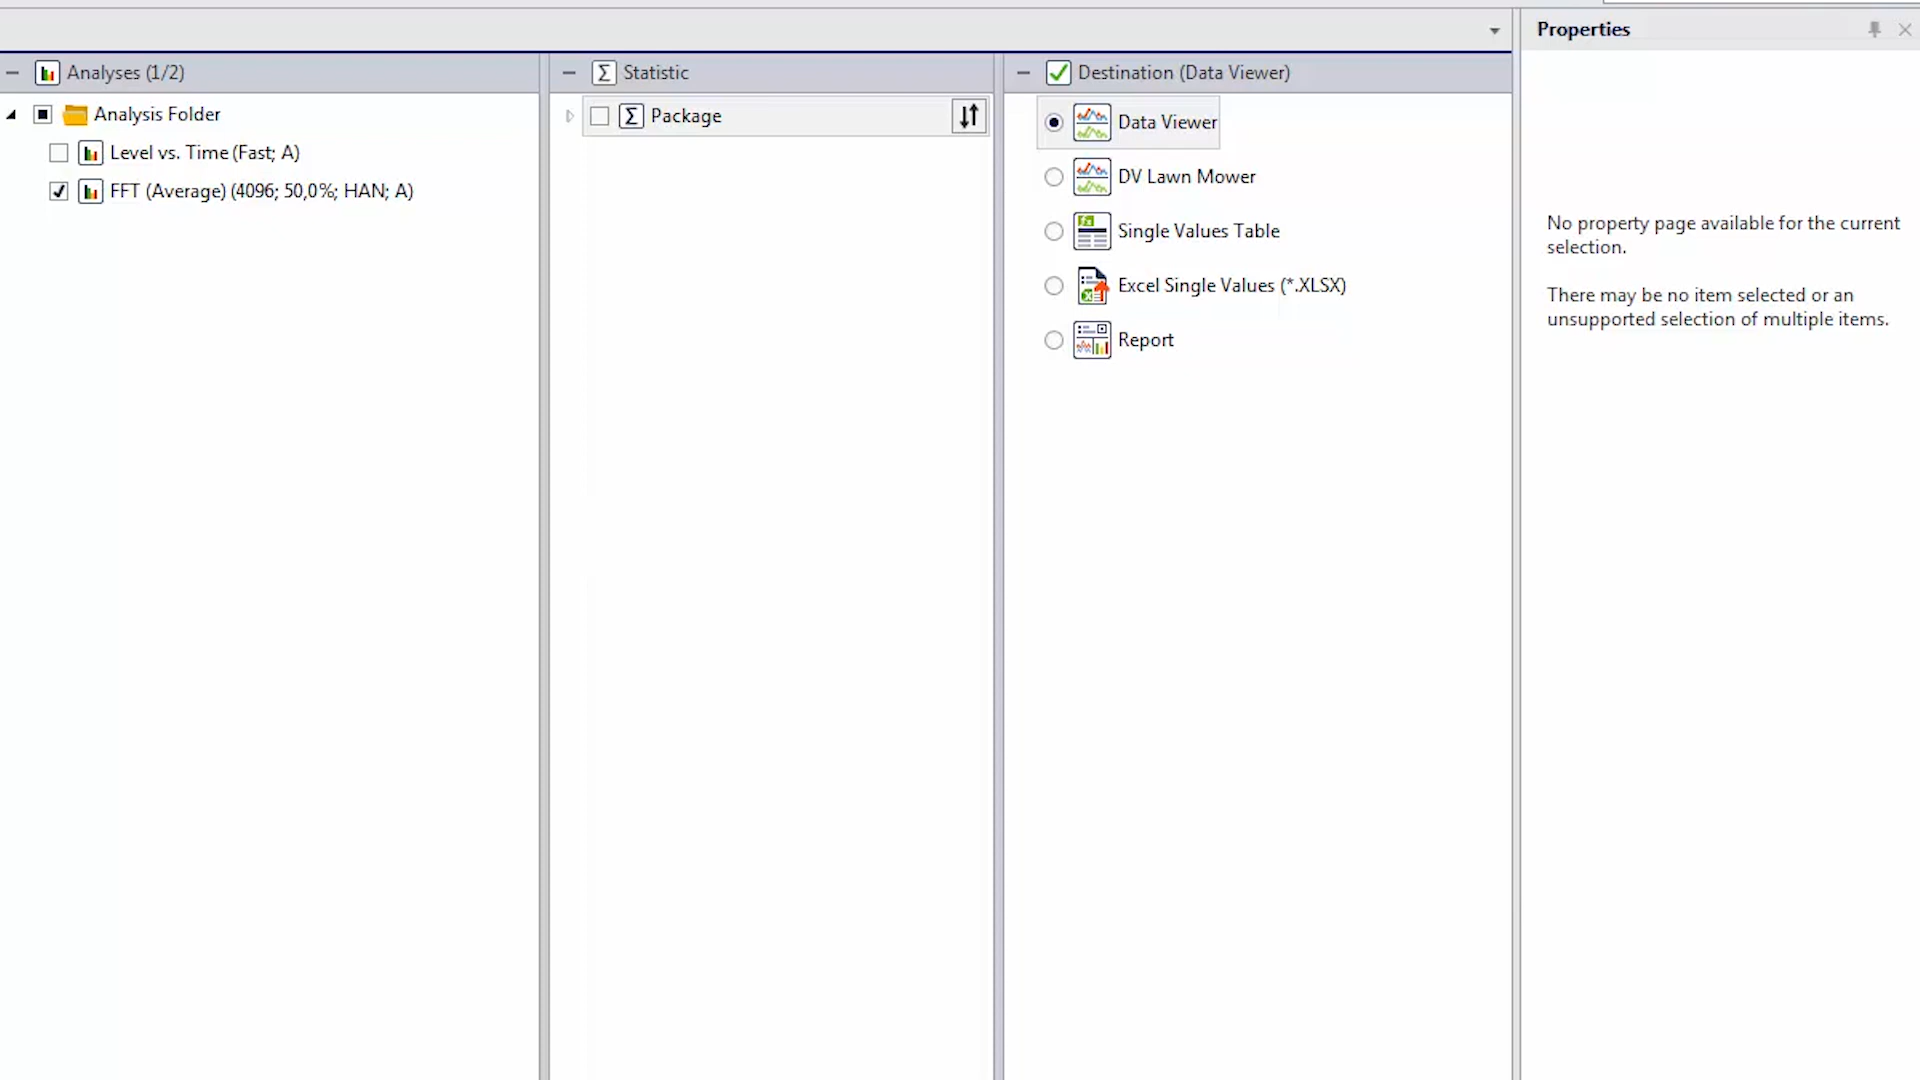 Properties
Analyses (1/2)
Statistic
Destination (Data Viewer)
Analysis Folder
Level vs. Time (Fast; A)
FFT (Average) (4096; 50,0%; HAN; A)
Package
Data Viewer
DV Lawn Mower
Single Values Table
Excel Single Values (*.XLSX)
Report
No property page available for the current
selection.
There may be no item selected or an
unsupported selection of multiple items.